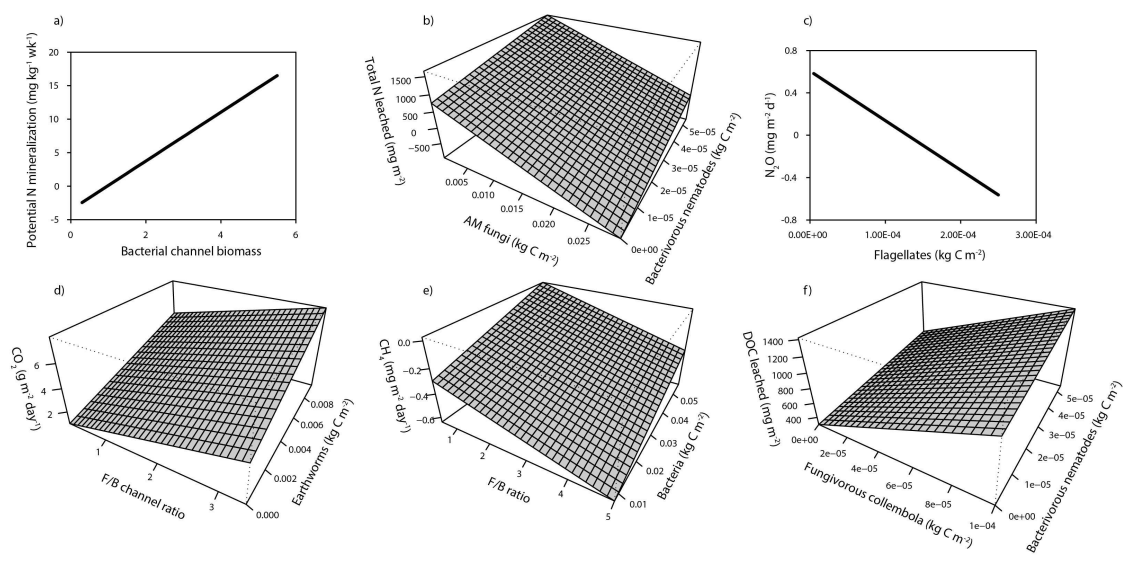 a)
Potential N mineralization (mg kg⁻¹ wk⁻¹)
20
15
10
5
0
-5
0 2 4 6
Bacterial channel biomass
b)
Total N leached (mg m⁻²)
1500
1000
500
0
−500
0.005 0.010 0.015 0.020 0.025
AM fungi (kg C m⁻²)
0e+00 1e−05 2e−05 3e−05 4e−05 5e−05
Bacterivorous nematodes (kg C m⁻²)
c)
N₂O (mg m⁻² d⁻¹)
0.8
0.4
0
-0.4
-0.8
0.00E+00 1.00E-04 2.00E-04 3.00E-04
Flagellates (kg C m⁻²)
d)
CO₂ (g m⁻² day⁻¹)
6
4
2
1 2 3
F/B channel ratio
0.000 0.002 0.004 0.006 0.008
Earthworms (kg C m⁻²)
e)
CH₄ (mg m⁻² day⁻¹)
0.0
−0.2
−0.4
−0.6
1 2 3 4 5
F/B ratio
0.01 0.02 0.03 0.04 0.05
Bacteria (kg C m⁻²)
f)
DOC leached (mg m⁻²)
1400
1200
1000
800
600
400
0e+00 2e−05 4e−05 6e−05 8e−05 1e−04
Fungivorous collembola (kg C m⁻²)
0e+00 1e−05 2e−05 3e−05 4e−05 5e−05
Bacterivorous nematodes (kg C m⁻²)